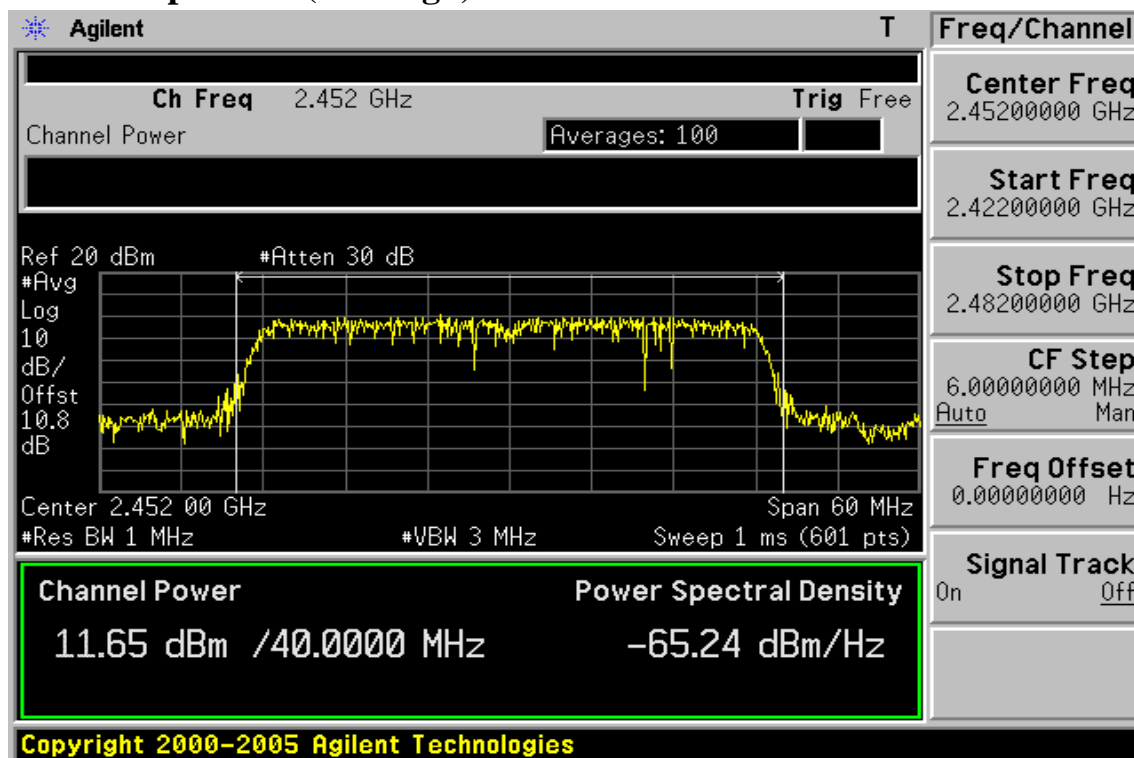 Agilent T Freq/Channel
Ch Freq 2.452 GHz Trig Free
Channel Power Averages: 100
Ref 20 dBm #Atten 30 dB
#Avg
Log
10
dB/
Offst
10.8
dB
Center 2.452 00 GHz Span 60 MHz
#Res BW 1 MHz #VBW 3 MHz Sweep 1 ms (601 pts)
Channel Power Power Spectral Density
11.65 dBm /40.0000 MHz -65.24 dBm/Hz
Copyright 2000-2005 Agilent Technologies
Center Freq
2.45200000 GHz
Start Freq
2.42200000 GHz
Stop Freq
2.48200000 GHz
CF Step
6.00000000 MHz
Auto Man
Freq Offset
0.00000000 Hz
Signal Track
On Off